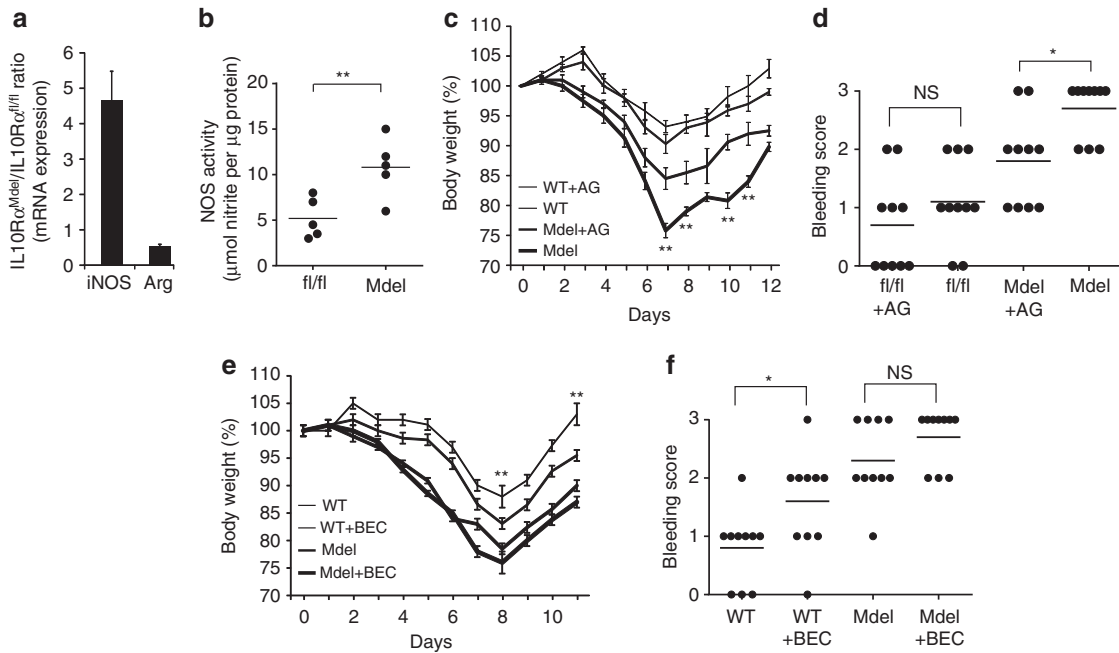 a
IL10Rα^Mdel/IL10Rα^fl/fl ratio
(mRNA expression)
6
5
4
3
2
1
0
iNOS Arg
b
NOS activity
(μmol nitrite per μg protein)
20
15
10
5
0
**
fl/fl Mdel
c
Body weight (%)
110
105
100
95
90
85
80
75
70
WT+AG
WT
Mdel+AG
Mdel
** ** ** **
0 2 4 6 8 10 12
Days
d
Bleeding score
3
2
1
0
NS
*
fl/fl +AG
fl/fl
Mdel +AG
Mdel
e
Body weight (%)
110
105
100
95
90
85
80
75
70
WT
WT+BEC
Mdel
Mdel+BEC
**
**
0 2 4 6 8 10
Days
f
Bleeding score
3
2
1
0
*
NS
WT
WT +BEC
Mdel
Mdel +BEC